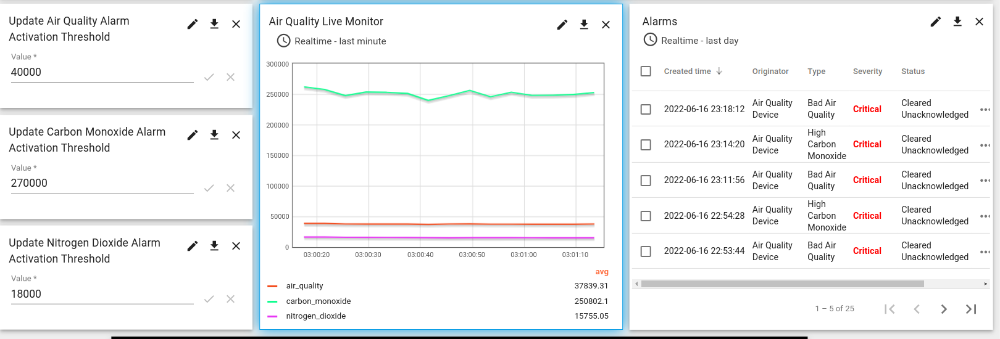 Update Air Quality Alarm
Activation Threshold
Value *
40000
Update Carbon Monoxide Alarm
Activation Threshold
Value *
270000
Update Nitrogen Dioxide Alarm
Activation Threshold
Value *
18000
Air Quality Live Monitor
Realtime - last minute
300000
250000
200000
150000
100000
50000
0
03:00:20 03:00:30 03:00:40 03:00:50 03:01:00 03:01:10
avg
air_quality 37839.31
carbon_monoxide 250802.1
nitrogen_dioxide 15755.05
Alarms
Realtime - last day
Created time Originator Type Severity Status
2022-06-16 23:18:12 Air Quality Device Bad Air Quality Critical Cleared Unacknowledged
2022-06-16 23:14:20 Air Quality Device High Carbon Monoxide Critical Cleared Unacknowledged
2022-06-16 23:11:56 Air Quality Device Bad Air Quality Critical Cleared Unacknowledged
2022-06-16 22:54:28 Air Quality Device High Carbon Monoxide Critical Cleared Unacknowledged
2022-06-16 22:53:44 Air Quality Device Bad Air Quality Critical Cleared Unacknowledged
1 – 5 of 25